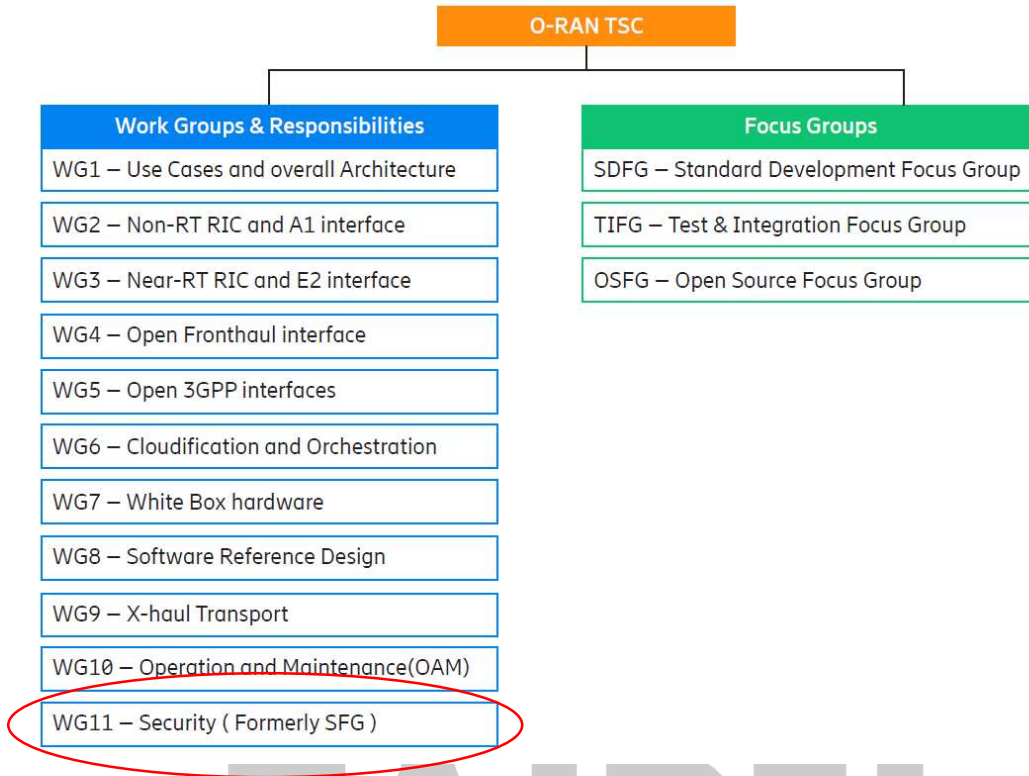 O-RAN TSC
Work Groups & Responsibilities
WG1 – Use Cases and overall Architecture
WG2 – Non-RT RIC and A1 interface
WG3 – Near-RT RIC and E2 interface
WG4 – Open Fronthaul interface
WG5 – Open 3GPP interfaces
WG6 – Cloudification and Orchestration
WG7 – White Box hardware
WG8 – Software Reference Design
WG9 – X-haul Transport
WG10 – Operation and Maintenance(OAM)
WG11 – Security ( Formerly SFG )
Focus Groups
SDFG – Standard Development Focus Group
TIFG – Test & Integration Focus Group
OSFG – Open Source Focus Group